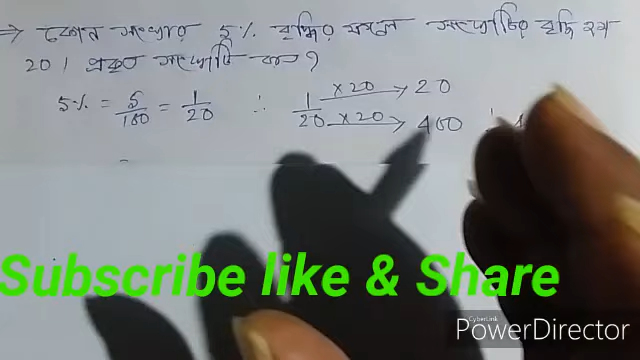 ⇒ কোন সংখ্যার 5% বৃদ্ধির ফলে সংখ্যাটির বৃদ্ধি হয়
20। প্রকৃত সংখ্যাটি কত?
5% = 5/100 = 1/20 ∴ 1/20 ×20→ 20
×20→ 400 ∴
Subscribe like & Share
CyberLink
PowerDirector